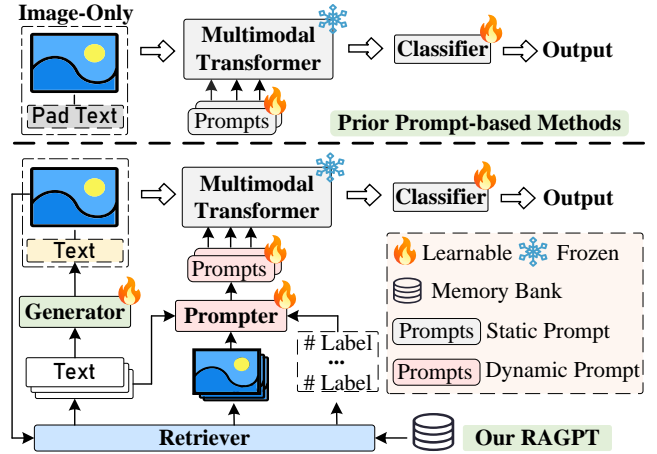 Image-Only
Pad Text
Multimodal
Transformer
Prompts
Classifier
Output
Prior Prompt-based Methods
Text
Generator
Text
Multimodal
Transformer
Prompts
Prompter
# Label
...
# Label
Classifier
Output
Learnable
Frozen
Memory Bank
Prompts
Static Prompt
Prompts
Dynamic Prompt
Retriever
Our RAGPT